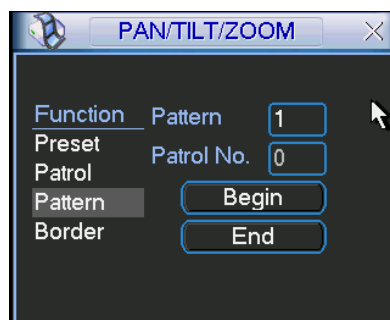 PAN/TILT/ZOOM
Function
Preset
Patrol
Pattern
Border
Pattern 1
Patrol No. 0
Begin
End